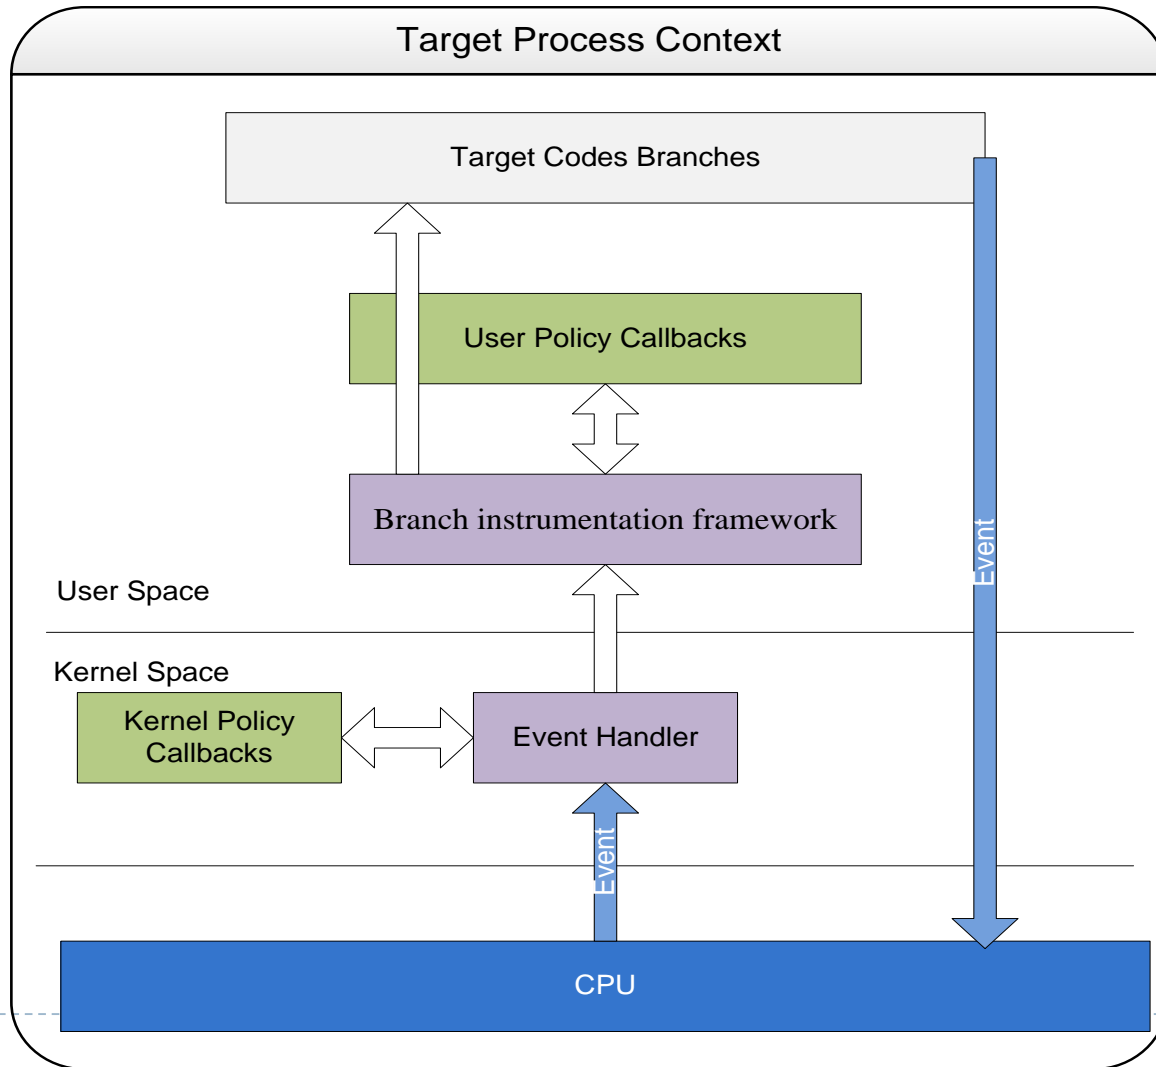 Target Process Context
Target Codes Branches
User Policy Callbacks
Branch instrumentation framework
Event
User Space
Kernel Space
Kernel Policy
Callbacks
Event Handler
Event
CPU